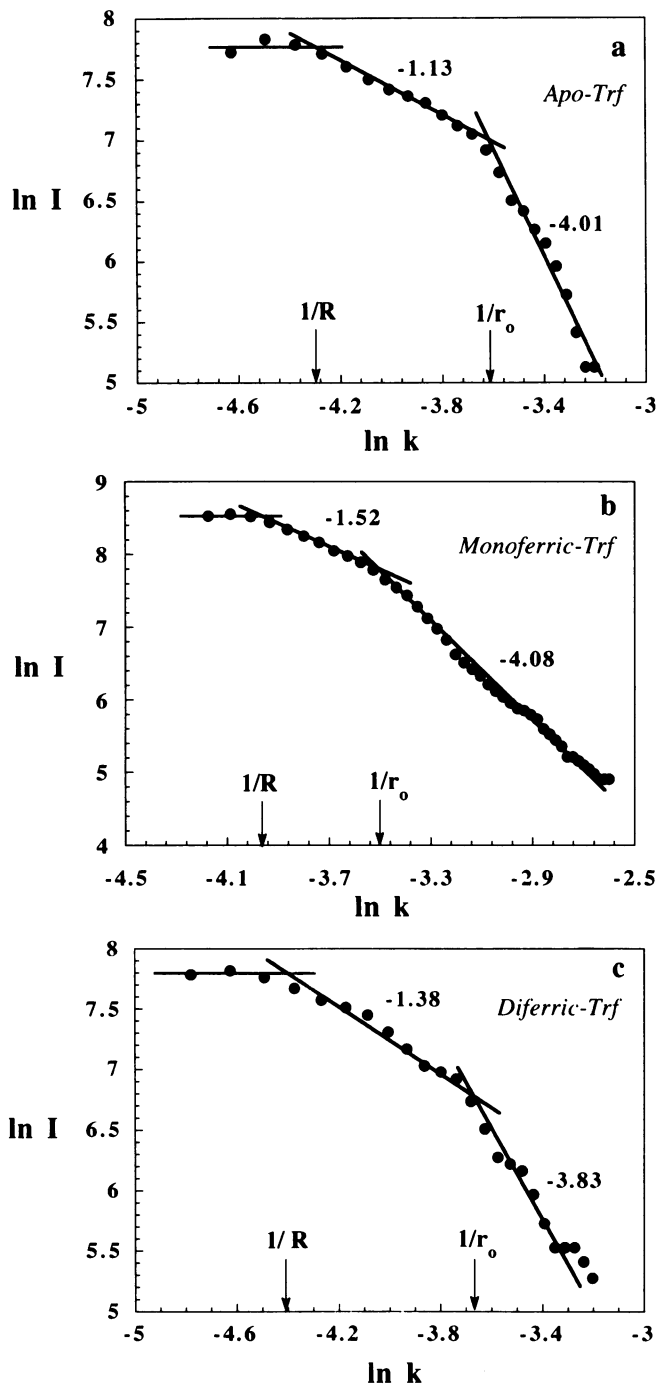 8
a
-1.13
7.5
Apo-Trf
7
ln I
6.5
-4.01
6
1/R
1/ro
5.5
5
-5
-4.6
-4.2
-3.8
-3.4
-3
ln k
9
b
-1.52
8
Monoferric-Trf
7
ln I
-4.08
6
1/R
1/ro
5
4
-4.5
-4.1
-3.7
-3.3
-2.9
-2.5
ln k
8
c
-1.38
7.5
Diferric-Trf
7
ln I
6.5
-3.83
6
1/ R
1/ro
5.5
5
-5
-4.6
-4.2
-3.8
-3.4
-3
ln k